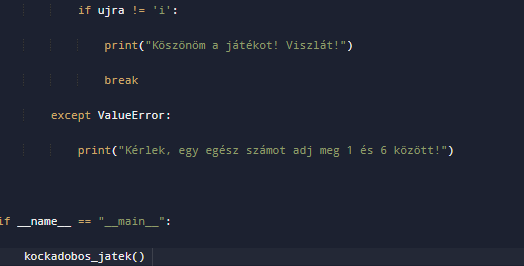 if ujra != 'i':
print("Köszönöm a játékot! Viszlát!")
break
except ValueError:
print("Kérlek, egy egész számot adj meg 1 és 6 között!")
if __name__ == "__main__":
kockadobos_jatek()